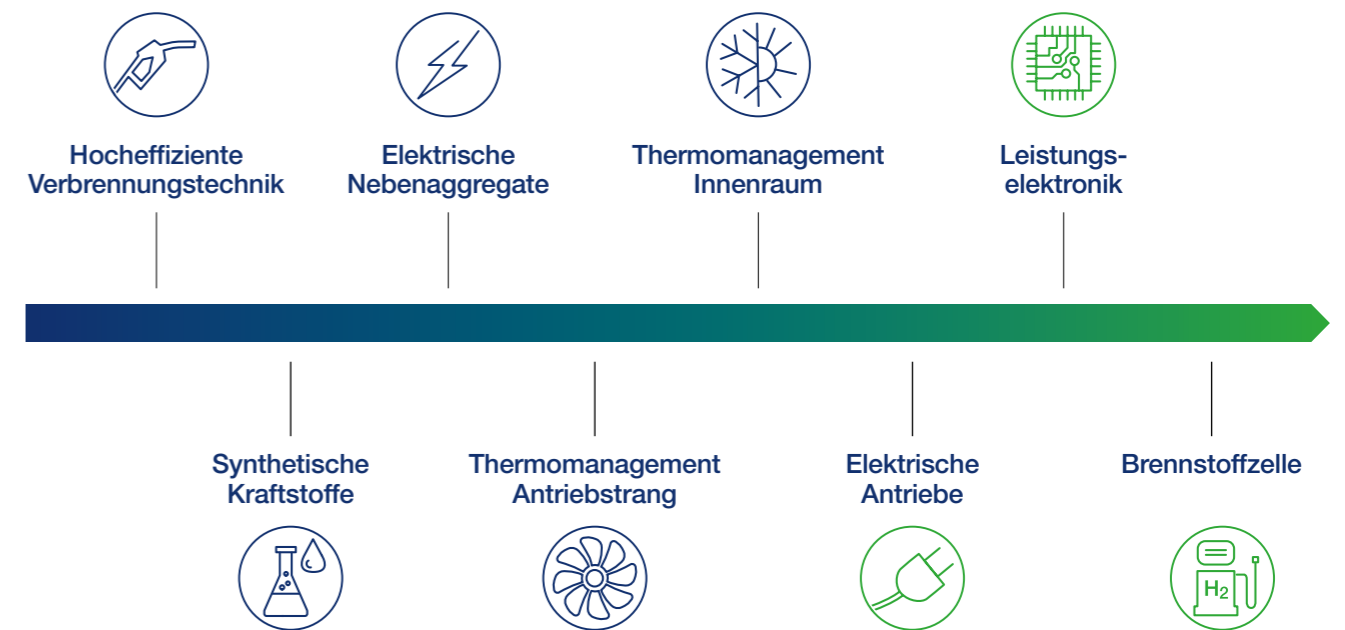 Hocheffiziente
Verbrennungstechnik
Elektrische
Nebenaggregate
Thermomanagement
Innenraum
Leistungs-
elektronik
Synthetische
Kraftstoffe
Thermomanagement
Antriebstrang
Elektrische
Antriebe
Brennstoffzelle
H₂